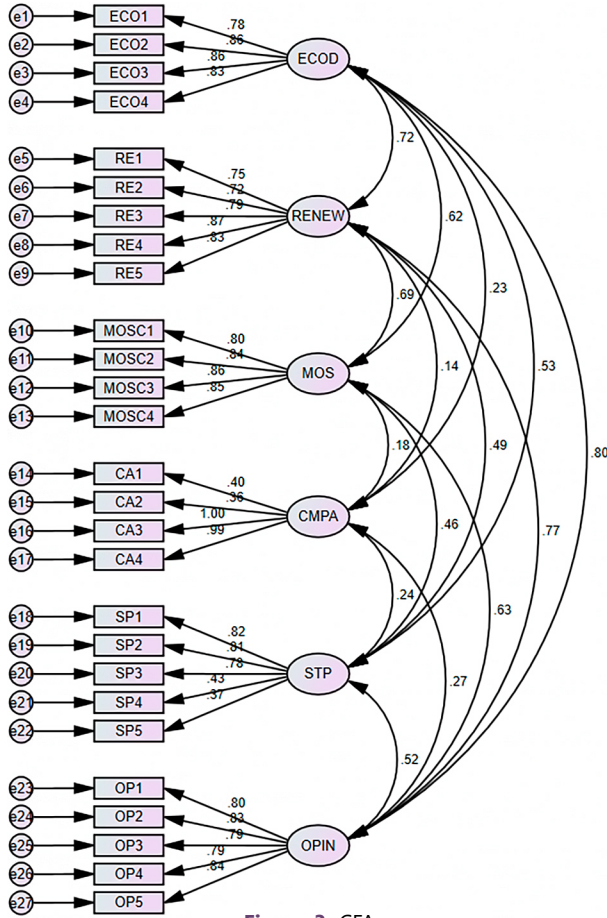 e1 ECO1 .78
e2 ECO2 .86
ECOD
e3 ECO3 .86
e4 ECO4 .83
.72
e5 RE1 .75
e6 RE2 .72
e7 RE3 .79 RENEW .62
e8 RE4 .87
e9 RE5 .83
.69 .23
e10 MOSC1 .80
e11 MOSC2 .84
MOS .14 .53
e12 MOSC3 .86
e13 MOSC4 .85
.18 .49 .80
e14 CA1 .40
e15 CA2 .36
CMPA .46 .77
e16 CA3 1.00
e17 CA4 .99
.24 .63
e18 SP1 .82
e19 SP2 .81
e20 SP3 .78 STP .27
e21 SP4 .43
e22 SP5 .37
.52
e23 OP1 .80
e24 OP2 .83
e25 OP3 .79 OPIN
e26 OP4 .79
e27 OP5 .84